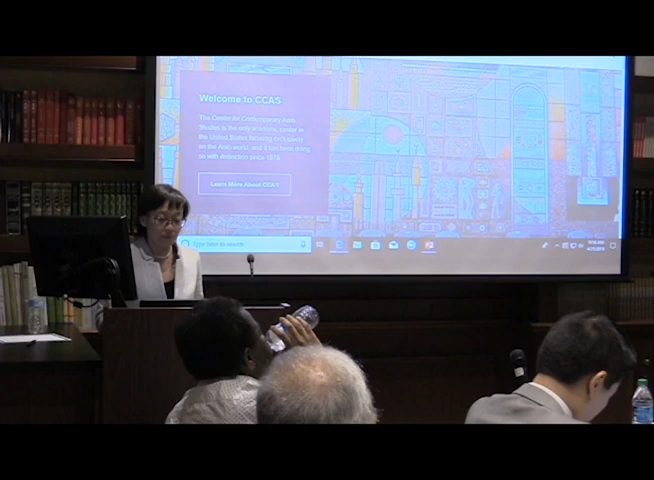 Welcome to CCAS
The Center for Contemporary Arab
Studies is the only academic center in
the United States focusing exclusively
on the Arab world, and it has been doing
so with distinction since 1975.
Learn More About CCAS
Type here to search